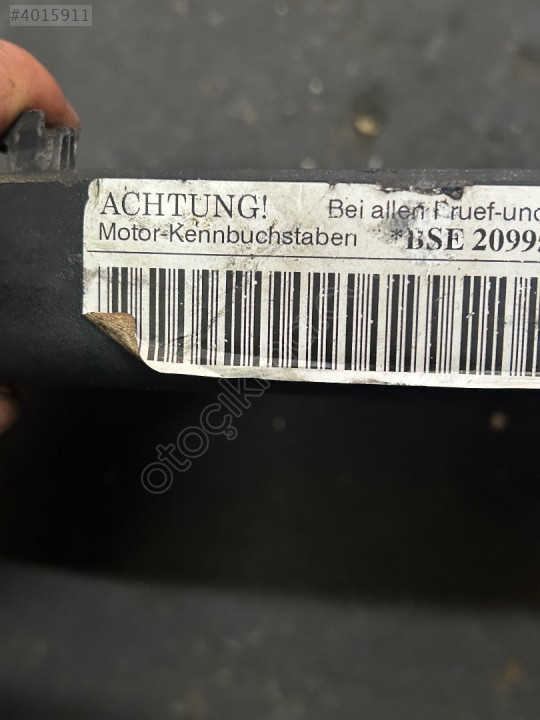 #4015911
ACHTUNG! Bei allen Pruef-und
Motor-Kennbuchstaben *BSE 2099
otoçıkma